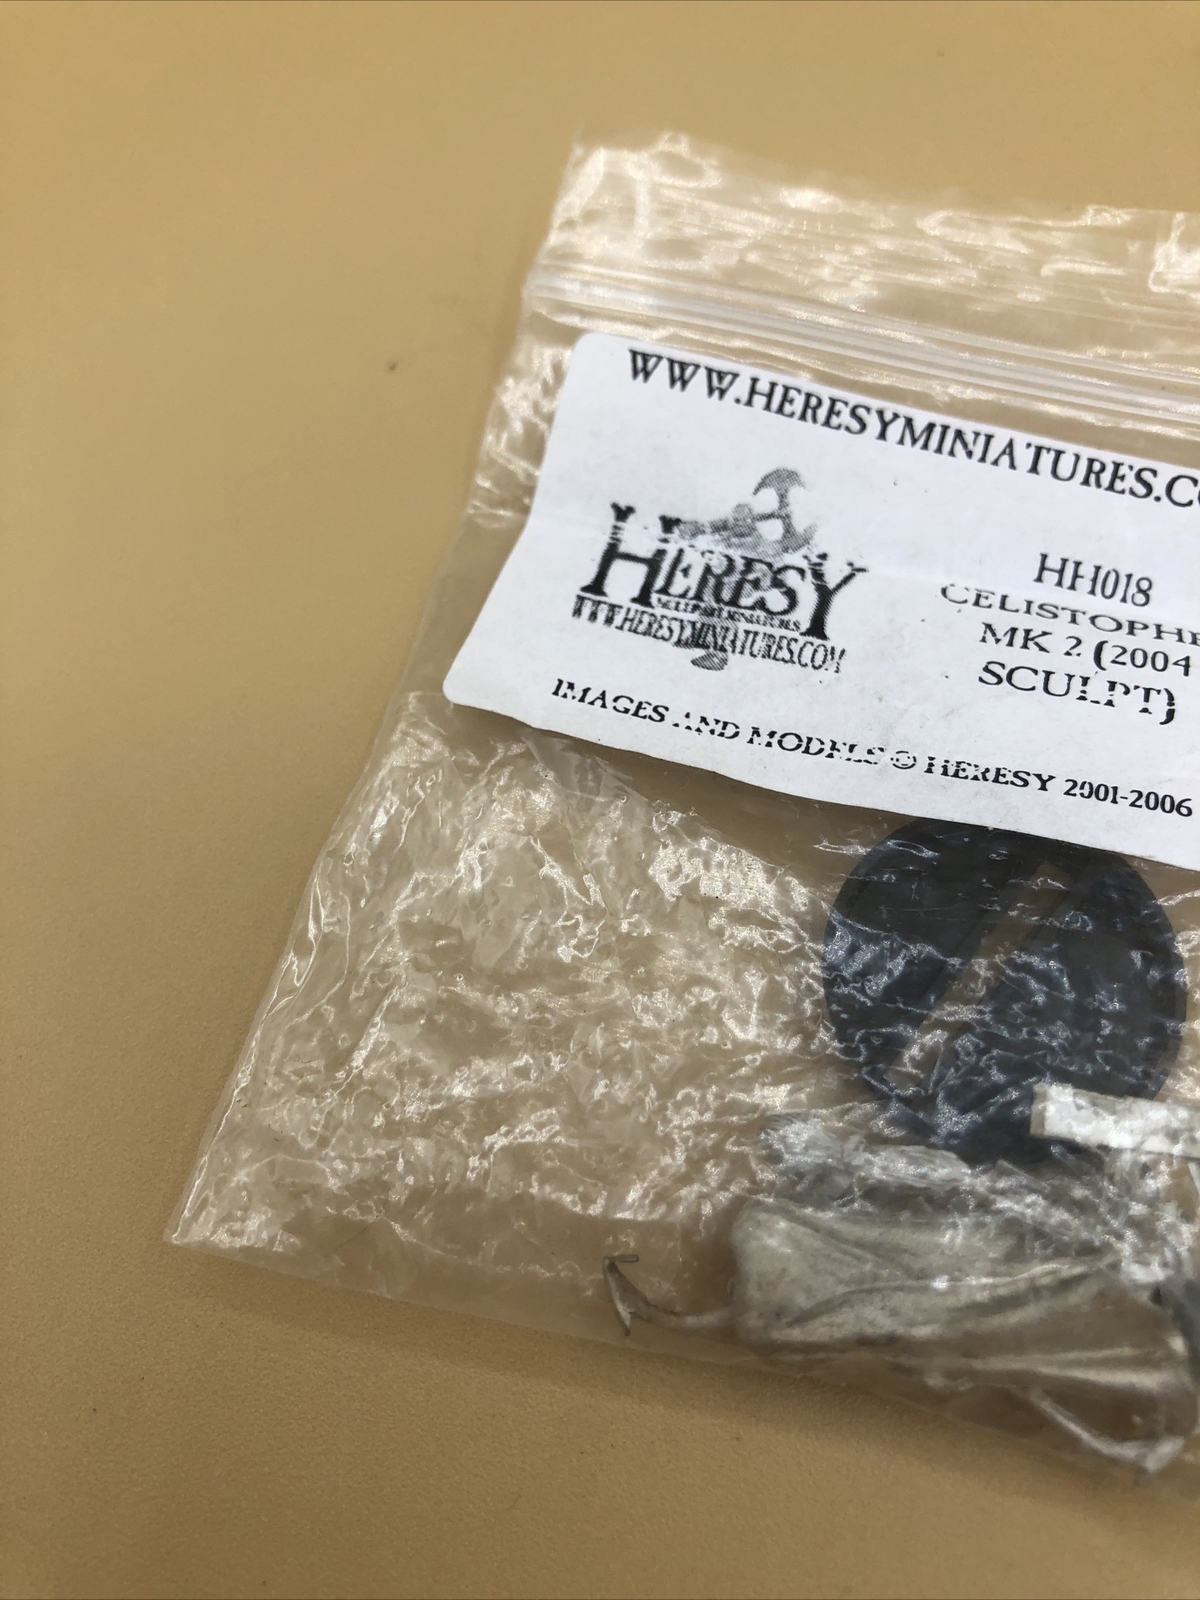 WWW.HERESYMINIATURES.CO
HERESY
WWW.HERESYMINIATURES.COM
HH018
CELISTOPHE
MK 2 (2004
SCULPT)
IMAGES AND MODELS © HERESY 2001-2006